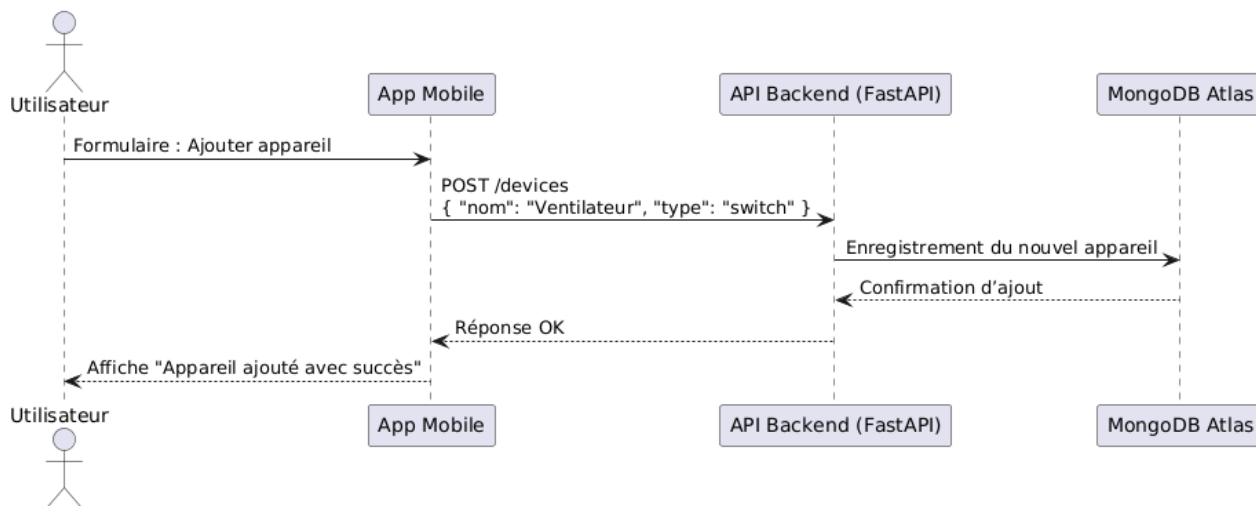 Utilisateur
App Mobile
API Backend (FastAPI)
MongoDB Atlas
Formulaire : Ajouter appareil
POST /devices
{ "nom": "Ventilateur", "type": "switch" }
Enregistrement du nouvel appareil
Confirmation d’ajout
Réponse OK
Affiche "Appareil ajouté avec succès"
Utilisateur
App Mobile
API Backend (FastAPI)
MongoDB Atlas